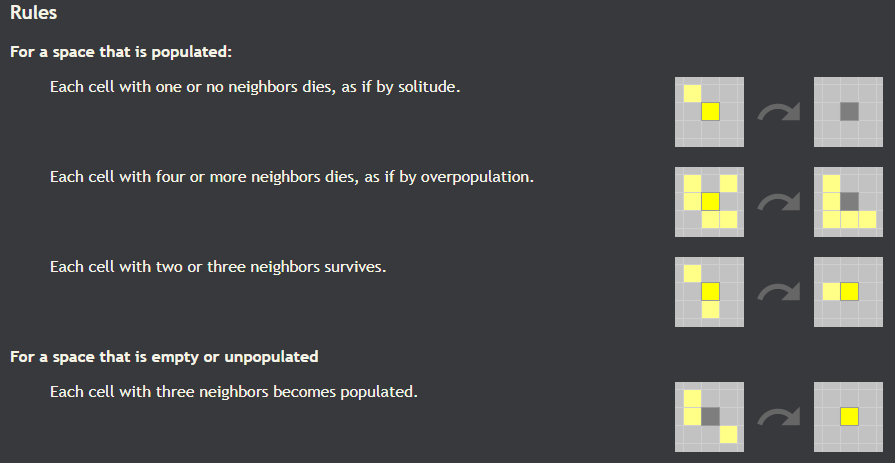 Rules
For a space that is populated:
Each cell with one or no neighbors dies, as if by solitude.
Each cell with four or more neighbors dies, as if by overpopulation.
Each cell with two or three neighbors survives.
For a space that is empty or unpopulated
Each cell with three neighbors becomes populated.